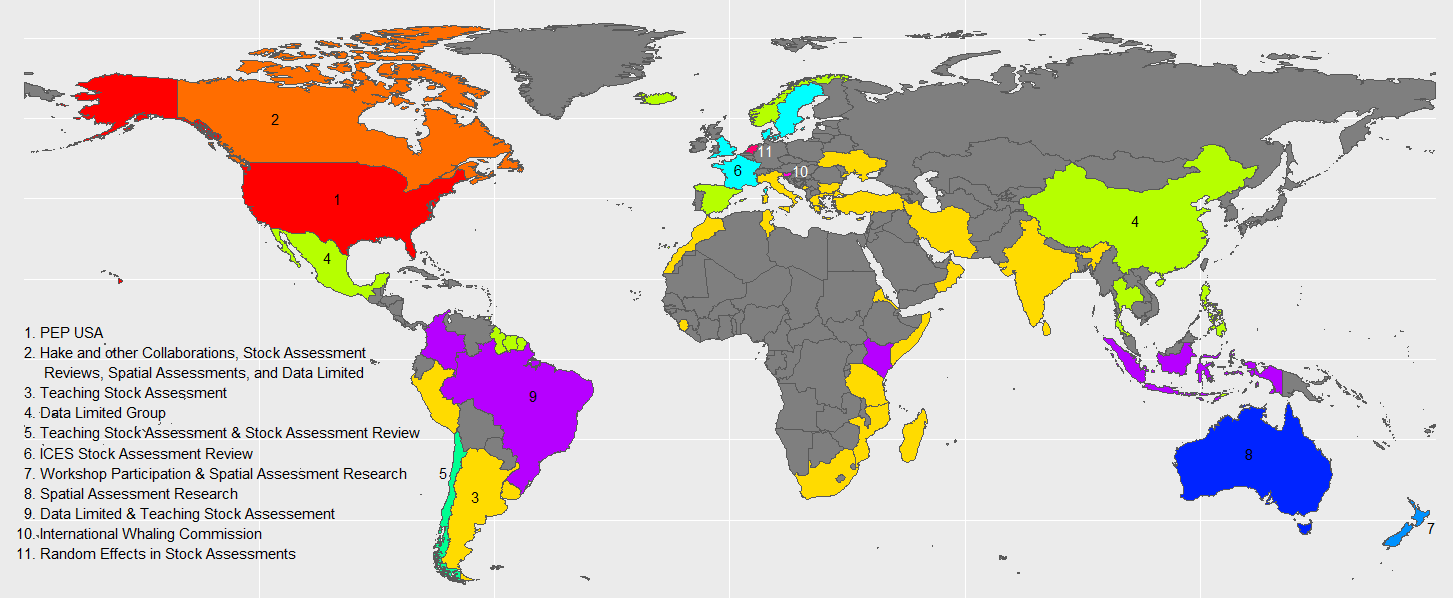 2
11
6
10
1
4
4
1. PEP USA
2. Hake and other Collaborations, Stock Assessment
Reviews, Spatial Assessments, and Data Limited
3. Teaching Stock Assessment
9
4. Data Limited Group
5. Teaching Stock Assessment & Stock Assessment Review
6. ICES Stock Assessment Review
8
7. Workshop Participation & Spatial Assessment Research
5
8. Spatial Assessment Research
3
9. Data Limited & Teaching Stock Assessement
7
10. International Whaling Commission
11. Random Effects in Stock Assessments